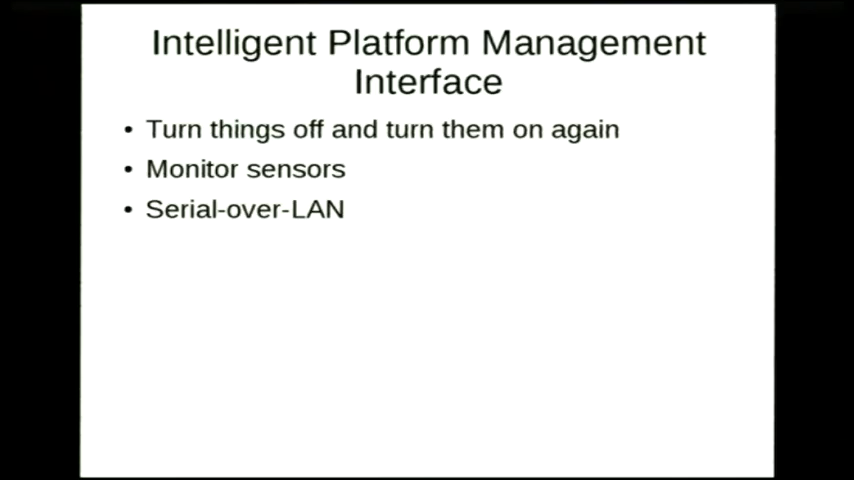 Intelligent Platform Management
Interface
• Turn things off and turn them on again
• Monitor sensors
• Serial-over-LAN